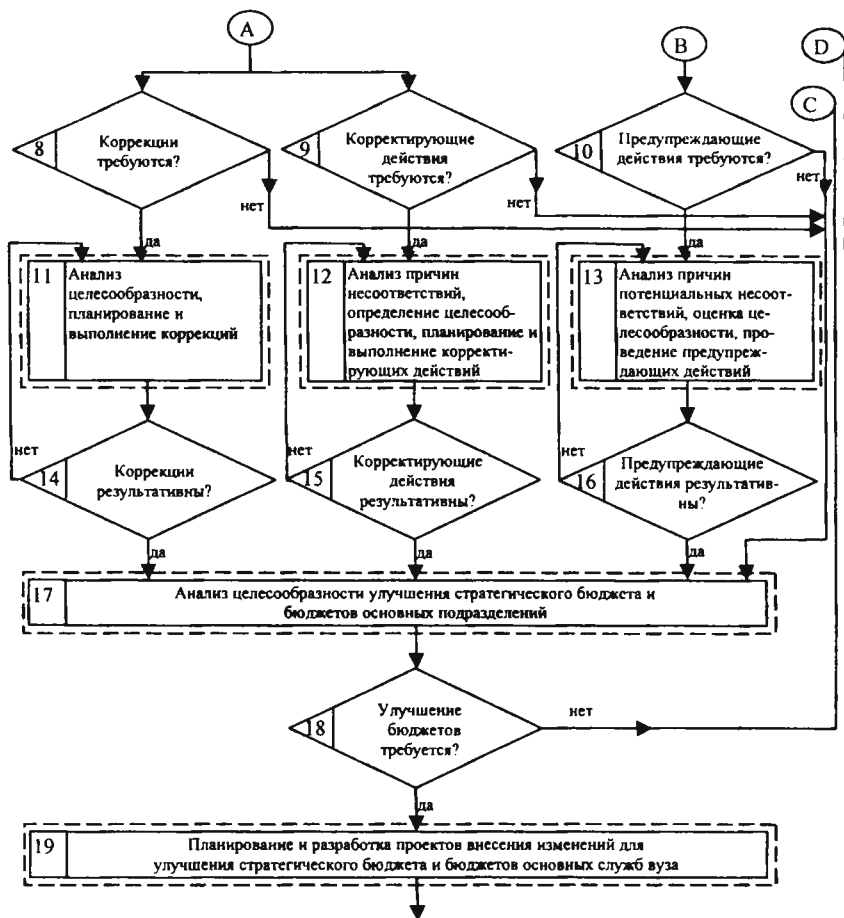 A
B
D
C
8
Коррекции
требуются?
9
Корректирующие
действия
требуются?
10
Предупреждающие
действия требуются?
нет
нет
нет
да
да
да
11
Анализ
целесообразности,
планирование и
выполнение коррекций
12
Анализ причин
несоответствий,
определение целесооб-
разности, планирование и
выполнение корректи-
рующих действий
13
Анализ причин
потенциальных несоот-
ветствий, оценка це-
лесообразности, про-
ведение предупреж-
дающих действий
нет
нет
нет
14
Коррекции
результативны?
15
Корректирующие
действия
результативны?
16
Предупреждающие
действия результатив-
ны?
да
да
да
17
Анализ целесообразности улучшения стратегического бюджета и
бюджетов основных подразделений
18
Улучшение
бюджетов
требуется?
нет
да
19
Планирование и разработка проектов внесения изменений для
улучшения стратегического бюджета и бюджетов основных служб вуза